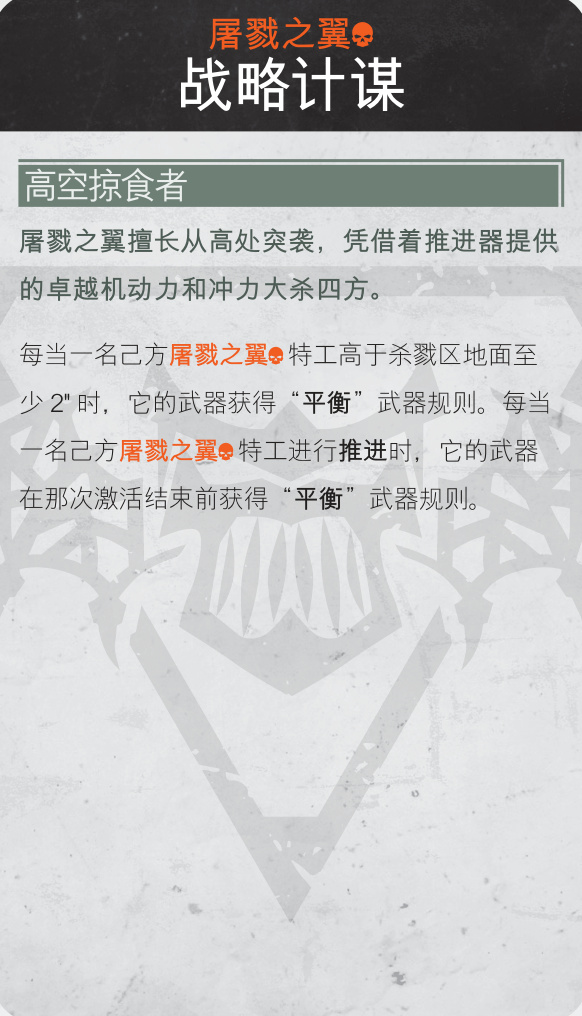 屠戮之翼
战略计谋
高空掠食者
屠戮之翼擅长从高处突袭，凭借着推进器提供
的卓越机动力和冲力大杀四方。
每当一名己方屠戮之翼特工高于杀戮区地面至
少 2" 时，它的武器获得“平衡”武器规则。每当
一名己方屠戮之翼特工进行推进时，它的武器
在那次激活结束前获得“平衡”武器规则。